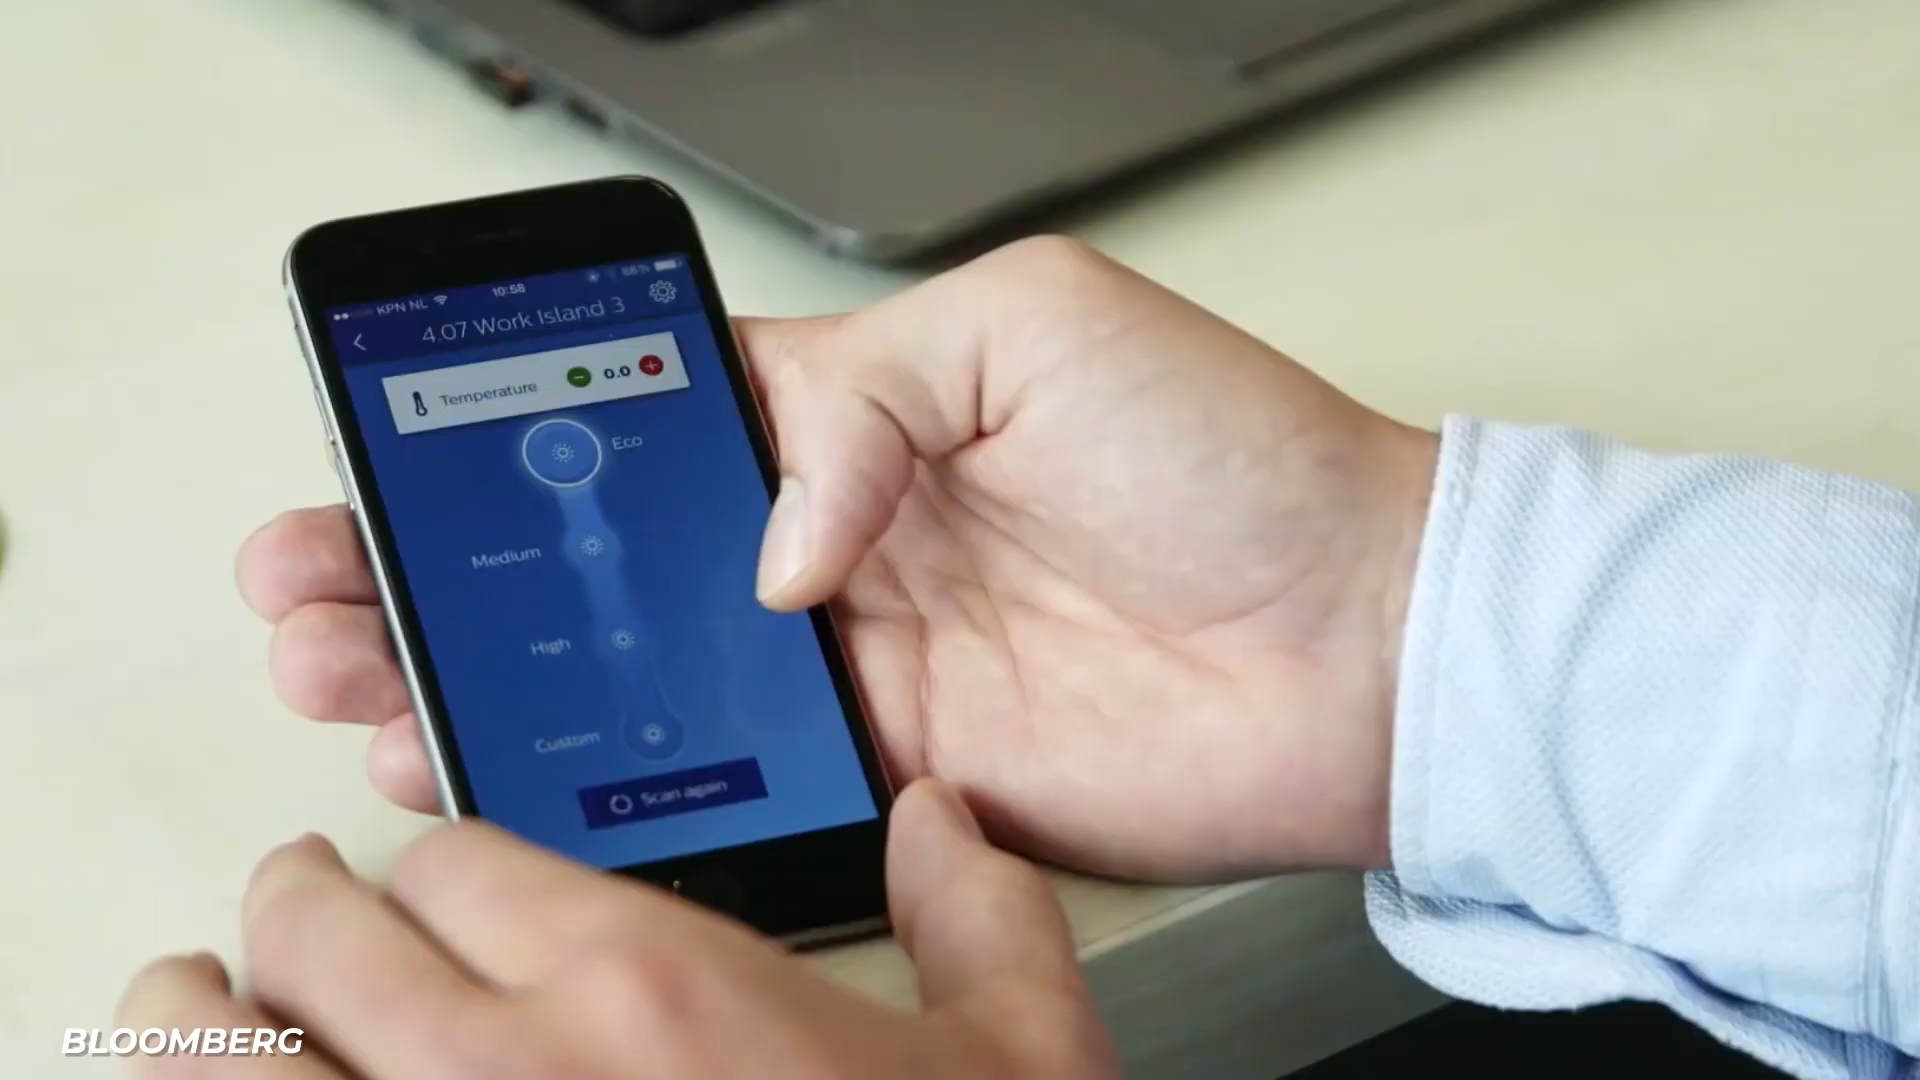 KPN NL
10:58
4.07 Work Island 3
Temperature
0.0
Eco
Medium
High
Custom
Scan again
BLOOMBERG